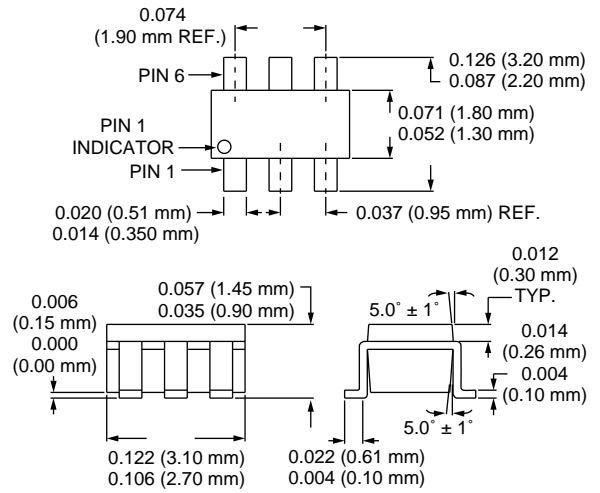 0.074
(1.90 mm REF.)
0.126 (3.20 mm)
0.087 (2.20 mm)
PIN 6
0.071 (1.80 mm)
0.052 (1.30 mm)
PIN 1
INDICATOR
PIN 1
0.020 (0.51 mm)
0.014 (0.350 mm)
0.037 (0.95 mm) REF.
0.006
(0.15 mm)
0.000
(0.00 mm)
0.057 (1.45 mm)
0.035 (0.90 mm)
0.122 (3.10 mm)
0.106 (2.70 mm)
5.0° ± 1°
0.012
(0.30 mm)
TYP.
0.014
(0.26 mm)
0.004
(0.10 mm)
5.0° ± 1°
0.022 (0.61 mm)
0.004 (0.10 mm)